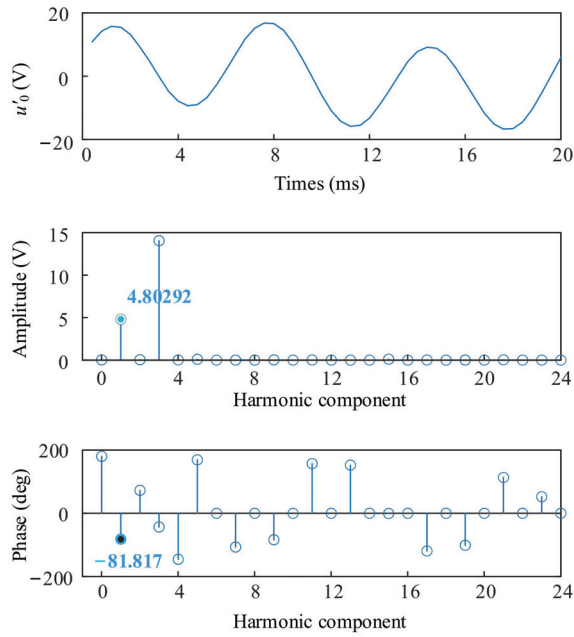 20
0
−20
u′₀ (V)
4 8 12 16 20
Times (ms)
15
10
5
0
Amplitude (V)
4.80292
0 4 8 12 16 20 24
Harmonic component
200
0
−200
Phase (deg)
−81.817
0 4 8 12 16 20 24
Harmonic component